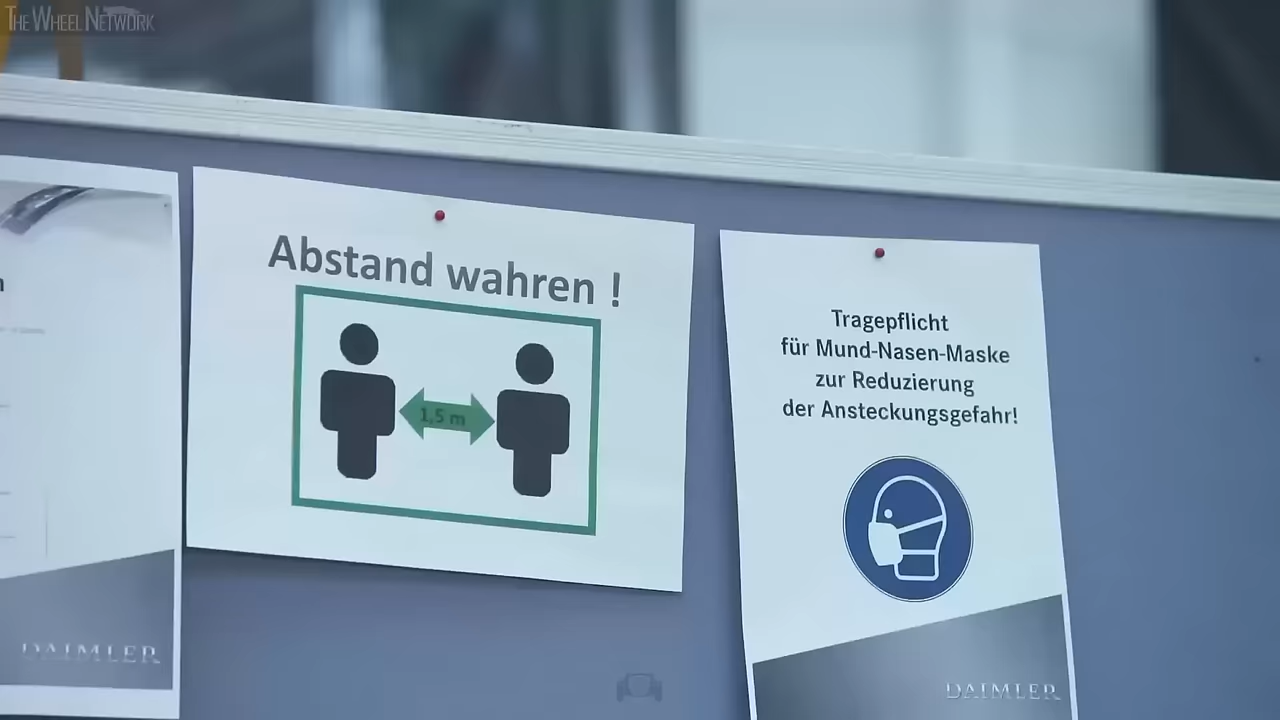 THE WHEEL NETWORK
n
Abstand wahren !
1,5 m
DAIMLER
Tragepflicht
für Mund-Nasen-Maske
zur Reduzierung
der Ansteckungsgefahr!
DAIMLER